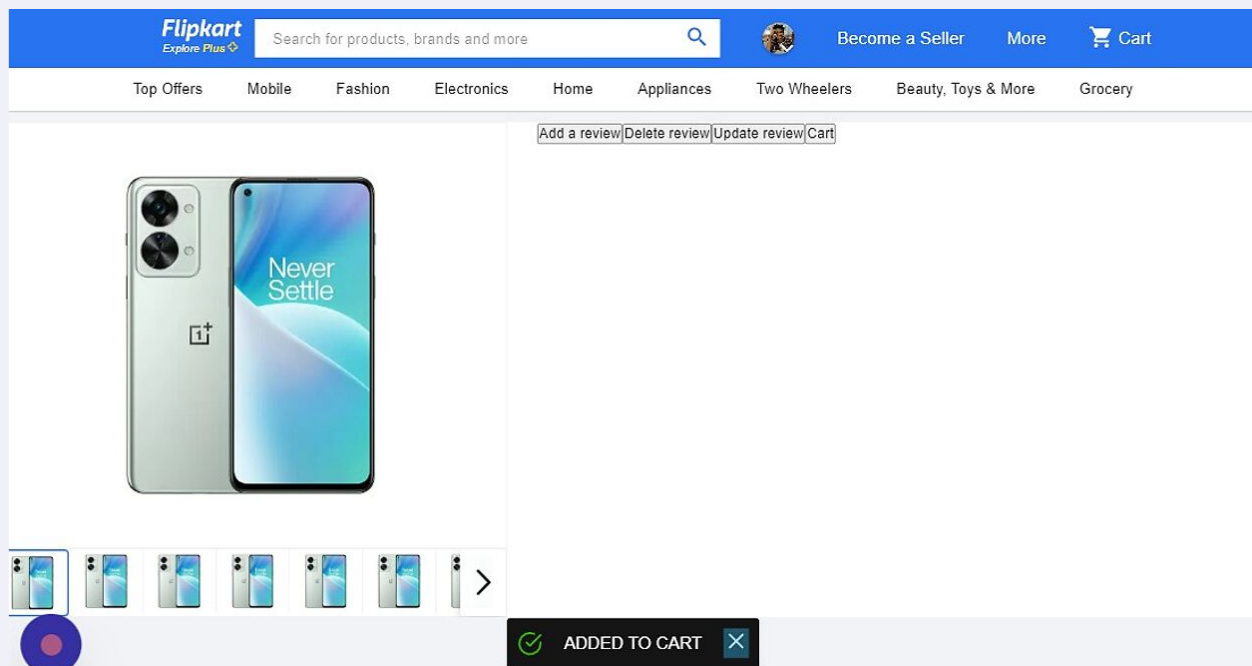 Flipkart
Explore Plus
Search for products, brands and more
Become a Seller
More
Cart
Top Offers Mobile Fashion Electronics Home Appliances Two Wheelers Beauty, Toys & More Grocery
Add a review Delete review Update review Cart
Never
Settle
1+
ADDED TO CART